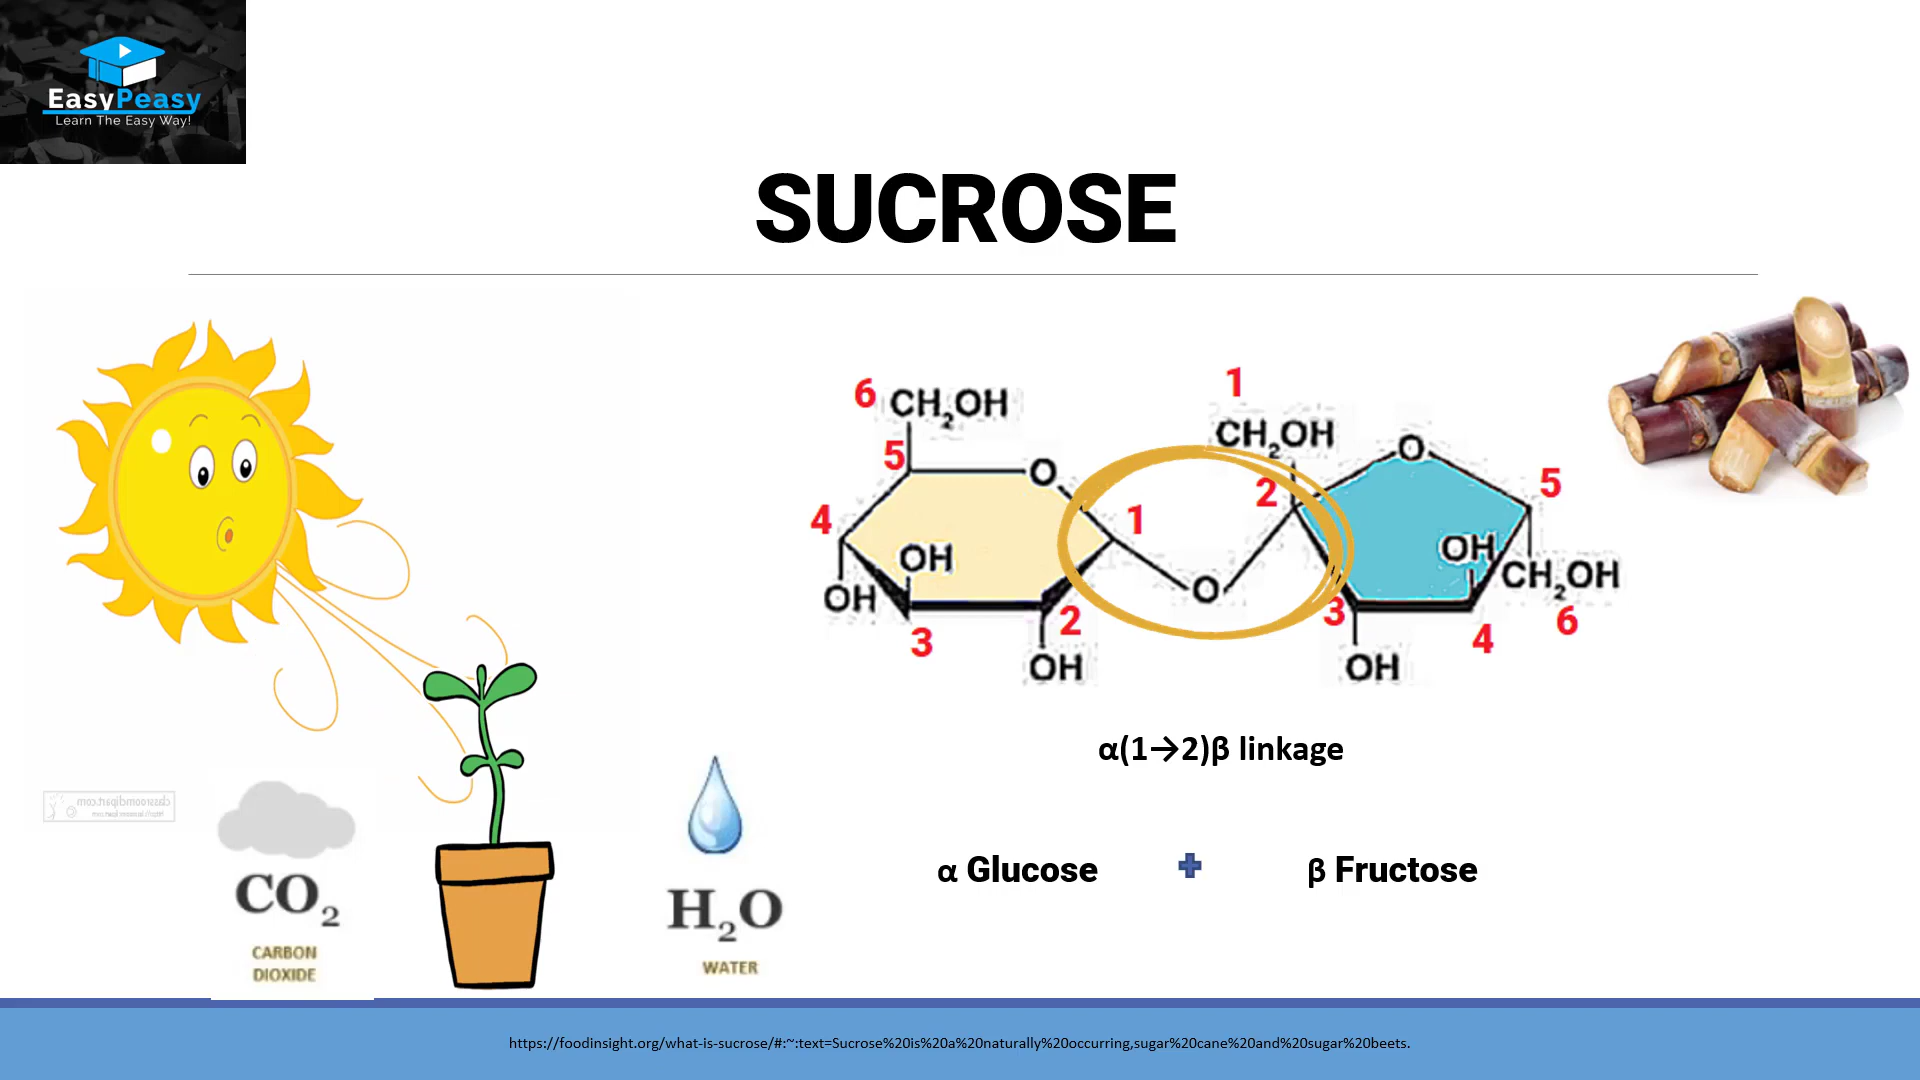 EasyPeasy
Learn The Easy Way!
SUCROSE
6 CH₂OH
5
O
4
1
OH
OH
3
2
OH
O
1
CH₂OH
2
O
5
OH
CH₂OH
3
4
6
OH
α(1→2)β linkage
α Glucose + β Fructose
CO₂
CARBON
DIOXIDE
H₂O
WATER
https://foodinsight.org/what-is-sucrose/#:~:text=Sucrose%20is%20a%20naturally%20occurring,sugar%20cane%20and%20sugar%20beets.